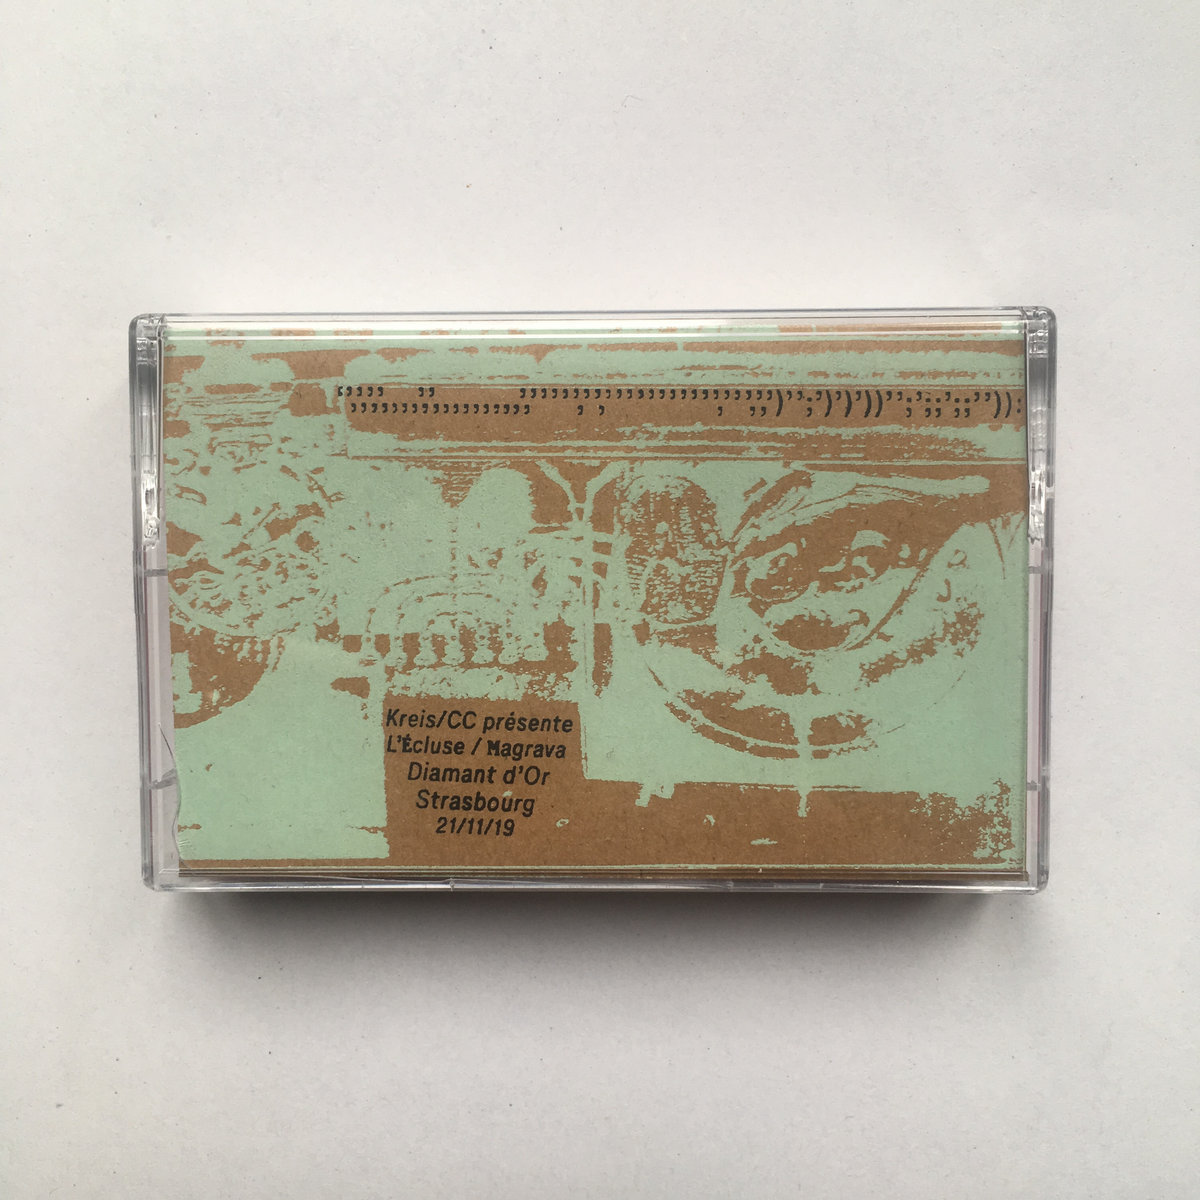 Kreis/CC présente
L'Écluse / Magrava
Diamant d'Or
Strasbourg
21/11/19